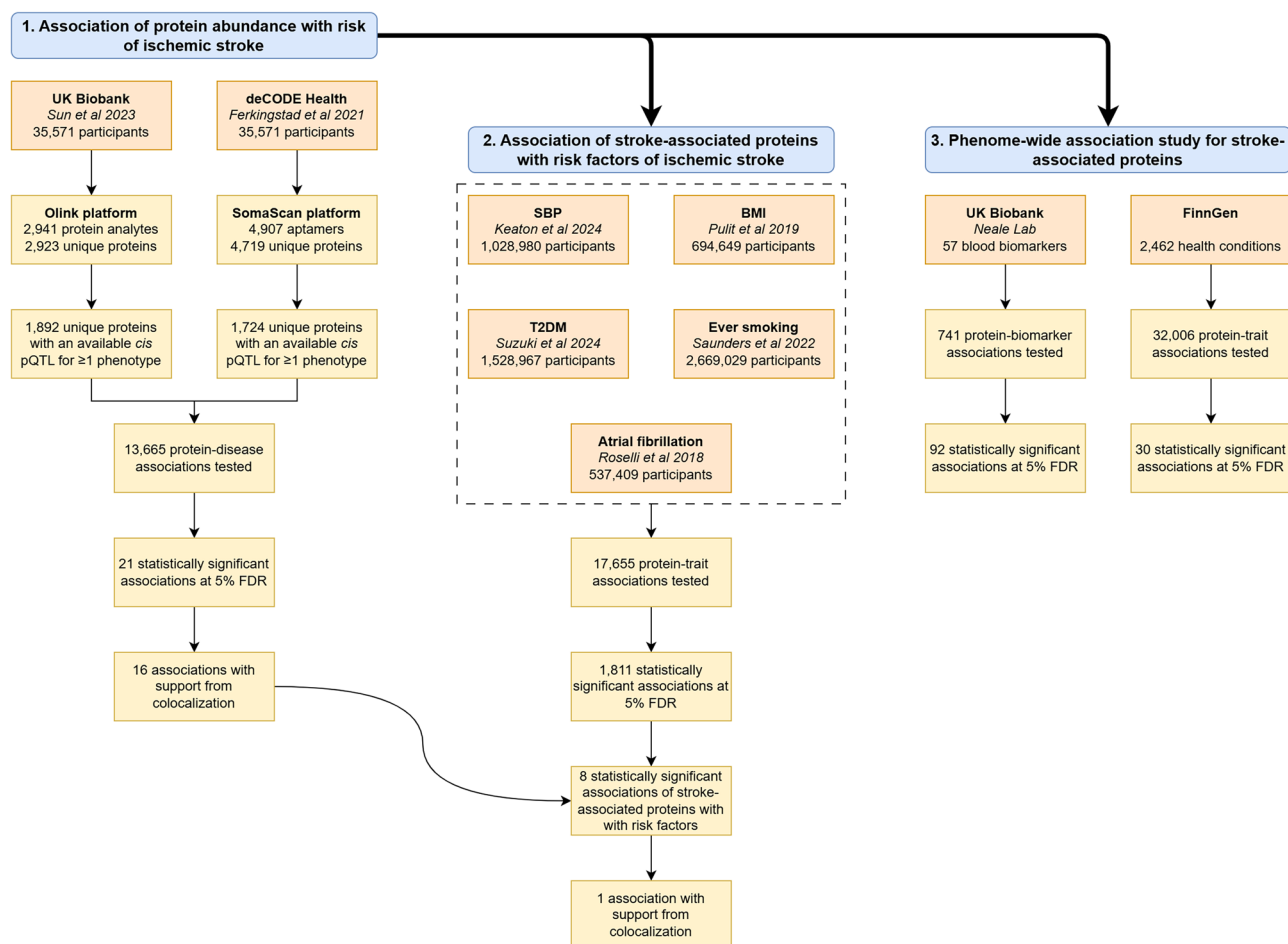 1. Association of protein abundance with risk
of ischemic stroke
UK Biobank
Sun et al 2023
35,571 participants
deCODE Health
Ferkingstad et al 2021
35,571 participants
Olink platform
2,941 protein analytes
2,923 unique proteins
SomaScan platform
4,907 aptamers
4,719 unique proteins
1,892 unique proteins
with an available cis
pQTL for ≥1 phenotype
1,724 unique proteins
with an available cis
pQTL for ≥1 phenotype
13,665 protein-disease
associations tested
21 statistically significant
associations at 5% FDR
16 associations with
support from
colocalization
2. Association of stroke-associated proteins
with risk factors of ischemic stroke
SBP
Keaton et al 2024
1,028,980 participants
BMI
Pulit et al 2019
694,649 participants
T2DM
Suzuki et al 2024
1,528,967 participants
Ever smoking
Saunders et al 2022
2,669,029 participants
Atrial fibrillation
Roselli et al 2018
537,409 participants
17,655 protein-trait
associations tested
1,811 statistically
significant associations at
5% FDR
8 statistically significant
associations of stroke-
associated proteins with
with risk factors
1 association with
support from
colocalization
3. Phenome-wide association study for stroke-
associated proteins
UK Biobank
Neale Lab
57 blood biomarkers
FinnGen
2,462 health conditions
741 protein-biomarker
associations tested
32,006 protein-trait
associations tested
92 statistically significant
associations at 5% FDR
30 statistically significant
associations at 5% FDR